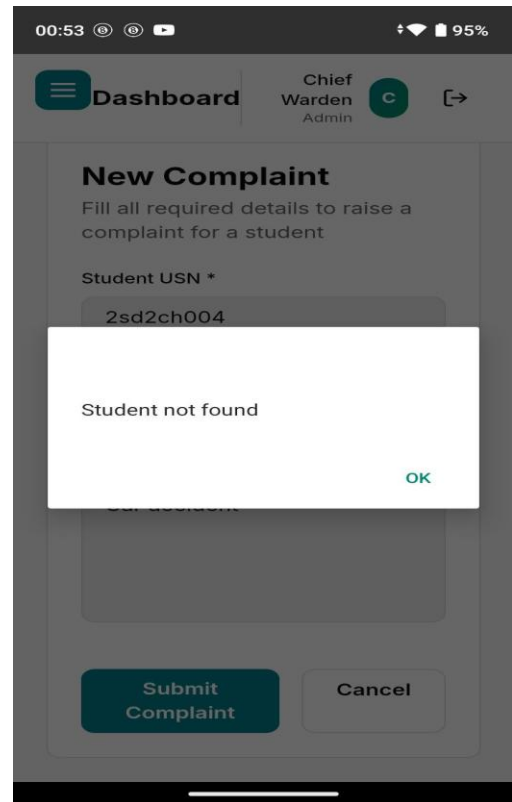 00:53 95%
Dashboard
Chief
Warden
Admin
C
New Complaint
Fill all required details to raise a
complaint for a student
Student USN *
2sd2ch004
Student not found
OK
Submit
Complaint
Cancel